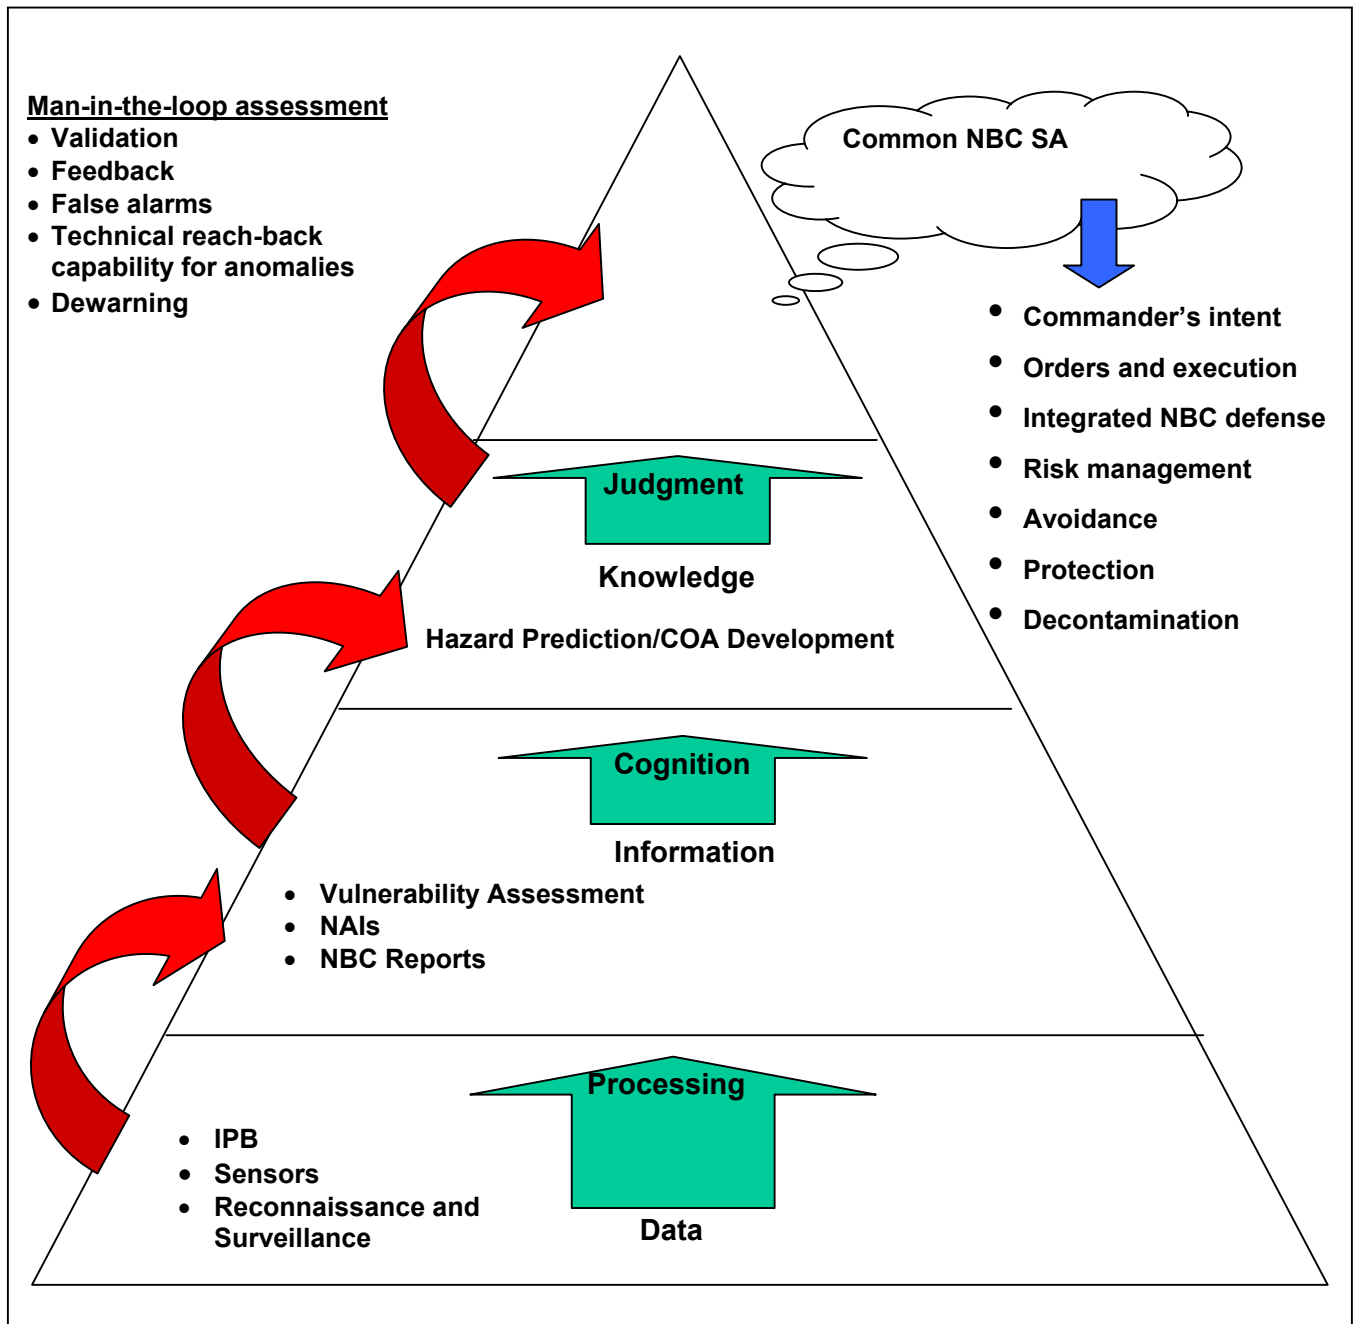 Man-in-the-loop assessment
• Validation
• Feedback
• False alarms
• Technical reach-back
capability for anomalies
• Dewarning
Common NBC SA
• Commander’s intent
• Orders and execution
• Integrated NBC defense
• Risk management
• Avoidance
• Protection
• Decontamination
Judgment
Knowledge
Hazard Prediction/COA Development
Cognition
Information
• Vulnerability Assessment
• NAIs
• NBC Reports
Processing
• IPB
• Sensors
• Reconnaissance and
Surveillance
Data